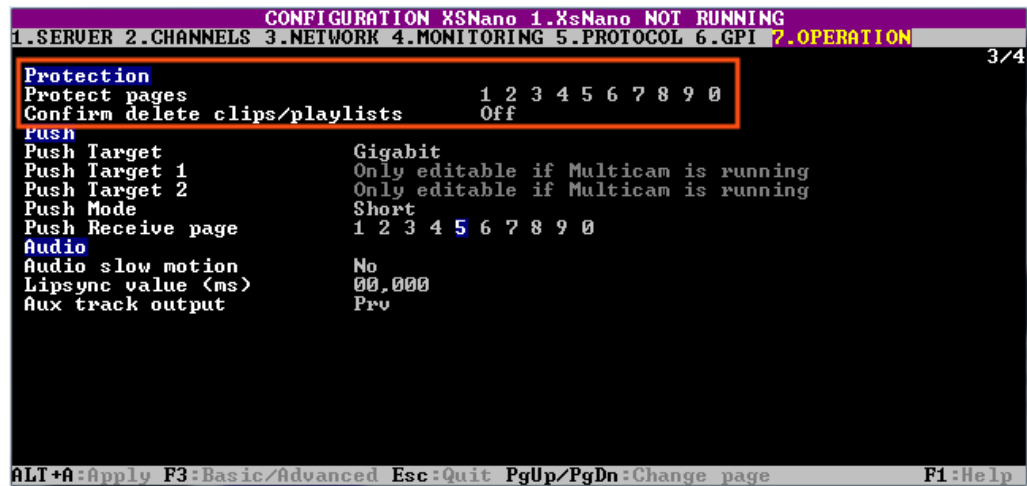 CONFIGURATION XSNano 1.XsNano NOT RUNNING
1.SERVER 2.CHANNELS 3.NETWORK 4.MONITORING 5.PROTOCOL 6.GPI 7.OPERATION
3/4
Protection
Protect pages 1 2 3 4 5 6 7 8 9 0
Confirm delete clips/playlists Off
Push
Push Target Gigabit
Push Target 1 Only editable if Multicam is running
Push Target 2 Only editable if Multicam is running
Push Mode Short
Push Receive page 1 2 3 4 5 6 7 8 9 0
Audio
Audio slow motion No
Lipsync value (ms) 00,000
Aux track output Prv
ALT+A:Apply F3:Basic/Advanced Esc:Quit PgUp/PgDn:Change page F1:Help